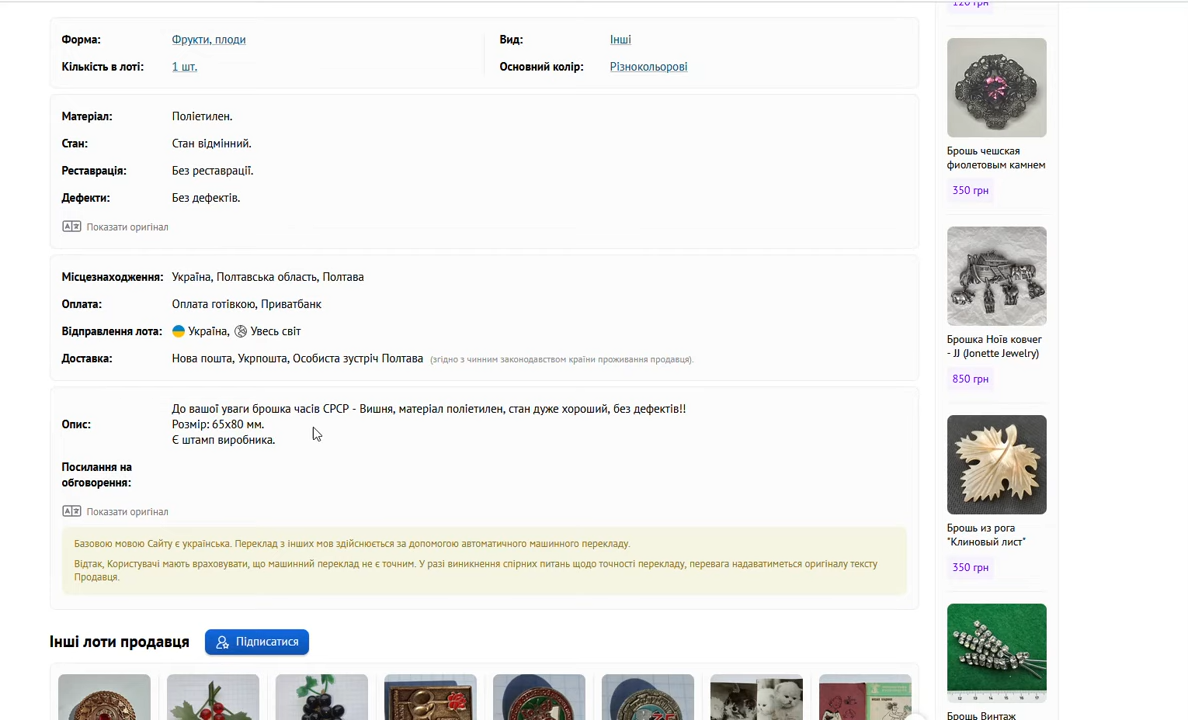 120 грн
Форма: Фрукти, плоди
Вид: Інші
Кількість в лоті: 1 шт.
Основний колір: Різнокольорові
Матеріал: Поліетилен.
Стан: Стан відмінний.
Реставрація: Без реставрації.
Дефекти: Без дефектів.
Показати оригінал
Місцезнаходження: Україна, Полтавська область, Полтава
Оплата: Оплата готівкою, Приватбанк
Відправлення лота: Україна, Увесь світ
Доставка: Нова пошта, Укрпошта, Особиста зустріч Полтава (згідно з чинним законодавством країни проживання продавця).
До вашої уваги брошка часів СРСР - Вишня, матеріал поліетилен, стан дуже хороший, без дефектів!!
Опис: Розмір: 65x80 мм.
Є штамп виробника.
Посилання на
обговорення:
Показати оригінал
Базовою мовою Сайту є українська. Переклад з інших мов здійснюється за допомогою автоматичного машинного перекладу.
Відтак, Користувачі мають враховувати, що машинний переклад не є точним. У разі виникнення спірних питань щодо точності перекладу, перевага надаватиметься оригіналу тексту
Продавця.
Інші лоти продавця
Підписатися
Брошь чешская
фиолетовым камнем
350 грн
Брошка Ноїв ковчег
- JJ (Jonette Jewelry)
850 грн
Брошь из рога
"Клиновый лист"
350 грн
Брошь Винтаж